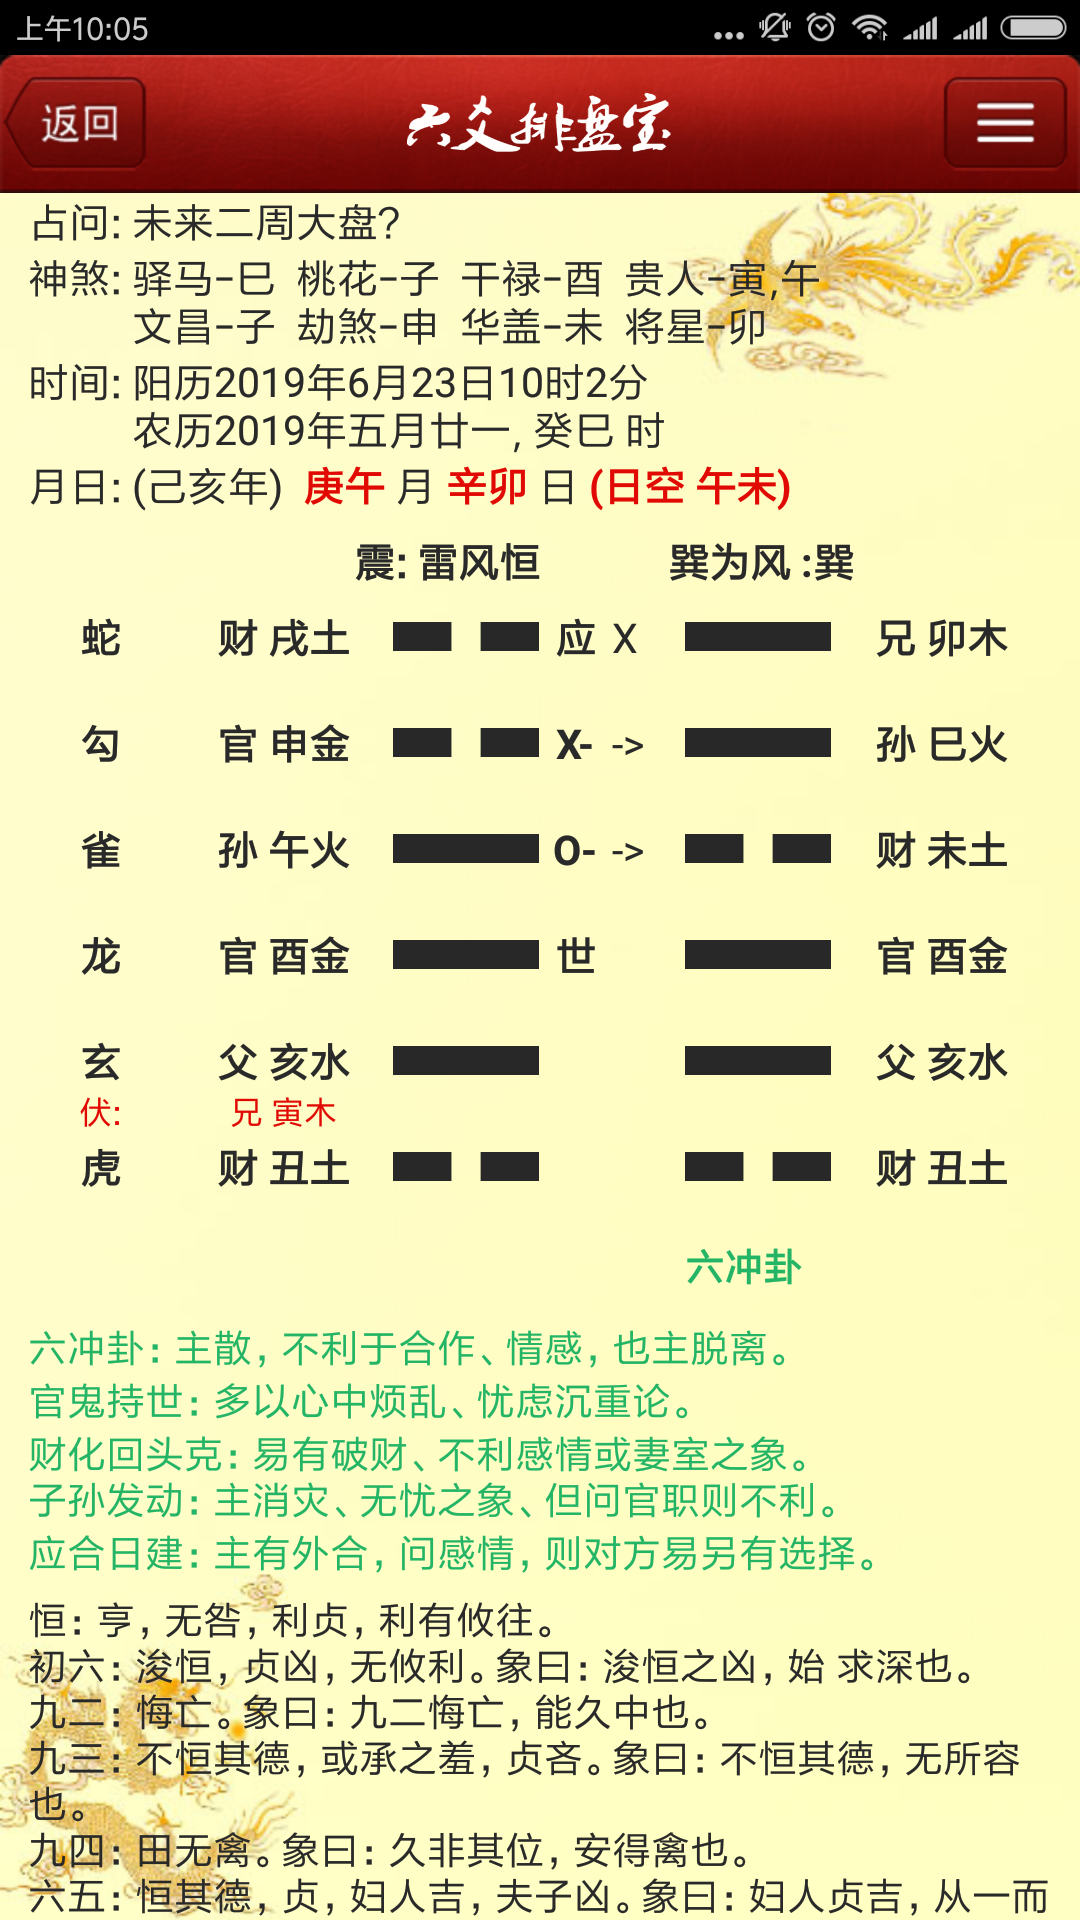 上午10:05
返回
六爻排盘宝
占问: 未来二周大盘?
神煞: 驿马-巳 桃花-子 干禄-酉 贵人-寅,午
文昌-子 劫煞-申 华盖-未 将星-卯
时间: 阳历2019年6月23日10时2分
农历2019年五月廿一, 癸巳 时
月日: (己亥年) 庚午 月 辛卯 日 (日空 午未)
震: 雷风恒 巽为风 :巽
蛇 财 戌土 应 X 兄 卯木
勾 官 申金 X- -> 孙 巳火
雀 孙 午火 O- -> 财 未土
龙 官 酉金 世 官 酉金
玄 父 亥水 父 亥水
伏: 兄 寅木
虎 财 丑土 财 丑土
六冲卦
六冲卦: 主散, 不利于合作、情感, 也主脱离。
官鬼持世: 多以心中烦乱、忧虑沉重论。
财化回头克: 易有破财、不利感情或妻室之象。
子孙发动: 主消灾、无忧之象、但问官职则不利。
应合日建: 主有外合, 问感情, 则对方易另有选择。
恒: 亨, 无咎, 利贞, 利有攸往。
初六: 浚恒, 贞凶, 无攸利。象曰: 浚恒之凶, 始 求深也。
九二: 悔亡。象曰: 九二悔亡, 能久中也。
九三: 不恒其德, 或承之羞, 贞吝。象曰: 不恒其德, 无所容
也。
九四: 田无禽。象曰: 久非其位, 安得禽也。
六五: 恒其德, 贞, 妇人吉, 夫子凶。象曰: 妇人贞吉, 从一而